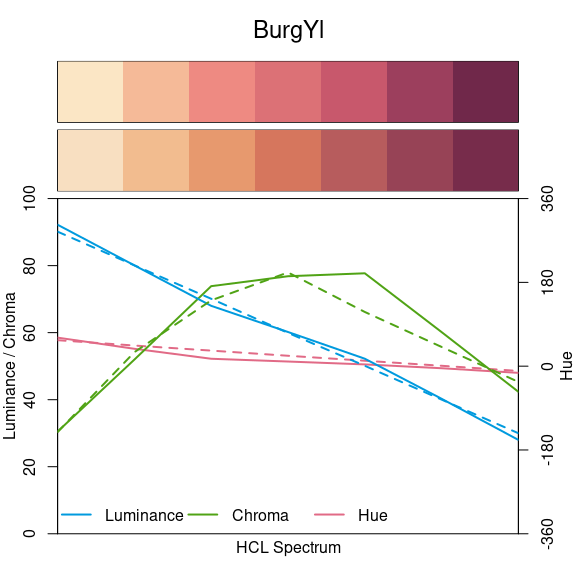 BurgYl
100
80
60
40
20
0
Luminance / Chroma
360
180
0
-180
-360
Hue
Luminance Chroma Hue
HCL Spectrum